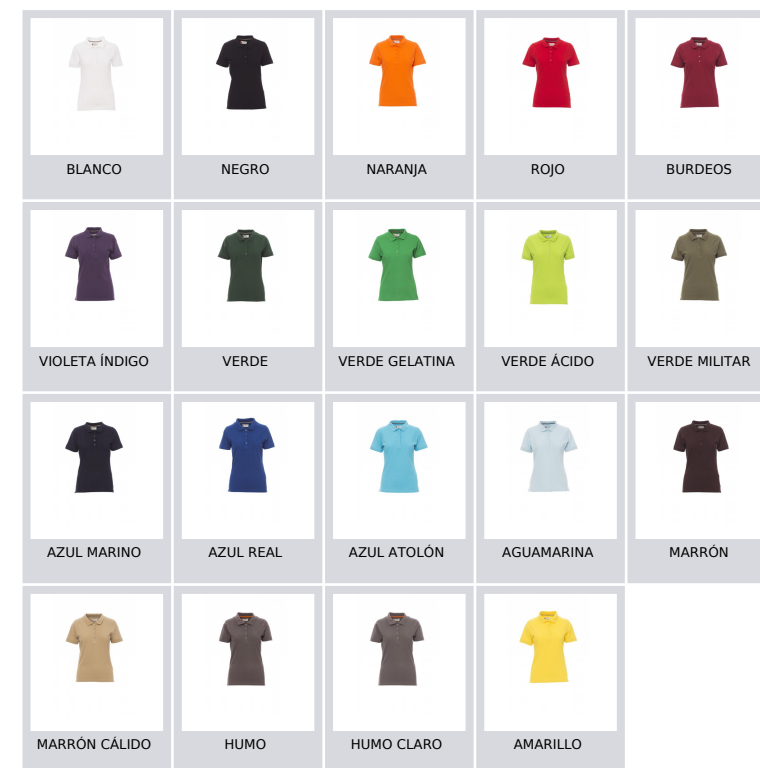 BLANCO
NEGRO
NARANJA
ROJO
BURDEOS
VIOLETA ÍNDIGO
VERDE
VERDE GELATINA
VERDE ÁCIDO
VERDE MILITAR
AZUL MARINO
AZUL REAL
AZUL ATOLÓN
AGUAMARINA
MARRÓN
MARRÓN CÁLIDO
HUMO
HUMO CLARO
AMARILLO